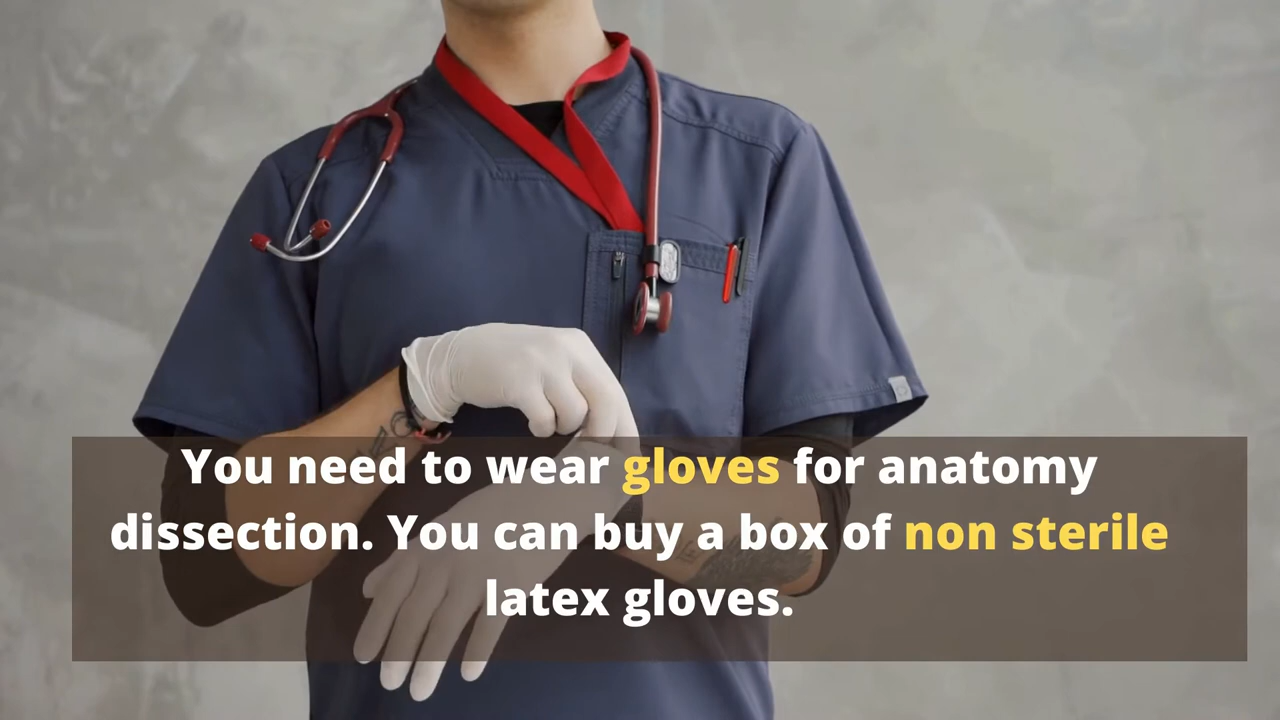 You need to wear gloves for anatomy
dissection. You can buy a box of non sterile
latex gloves.